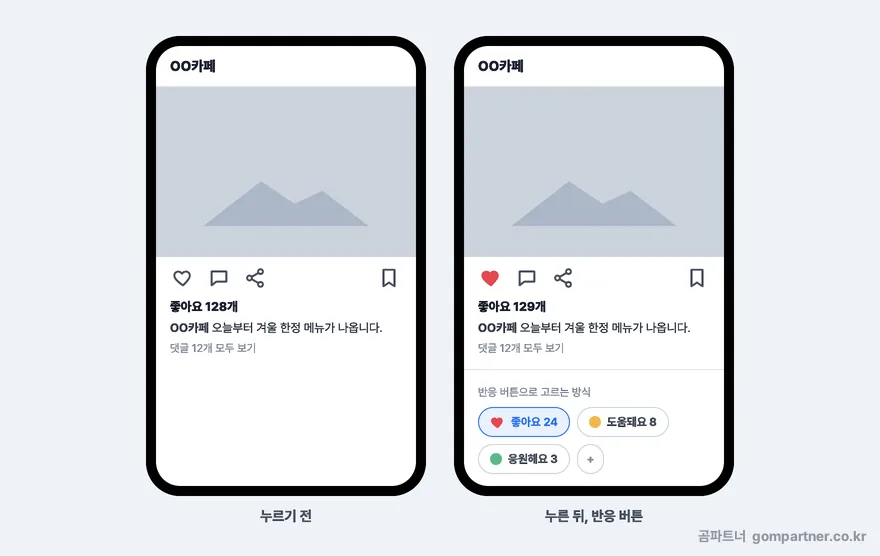 OO카페
좋아요 128개
OO카페 오늘부터 겨울 한정 메뉴가 나옵니다.
댓글 12개 모두 보기
누르기 전
OO카페
좋아요 129개
OO카페 오늘부터 겨울 한정 메뉴가 나옵니다.
댓글 12개 모두 보기
반응 버튼으로 고르는 방식
좋아요 24
도움돼요 8
응원해요 3
+
누른 뒤, 반응 버튼
곰파트너 gompartner.co.kr